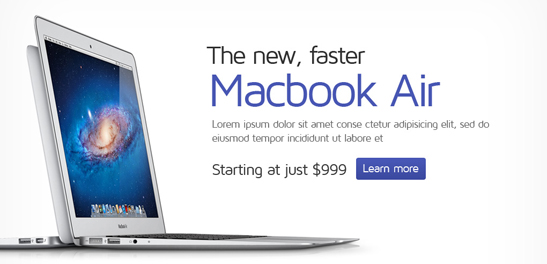 The new, faster
Macbook Air
Lorem ipsum dolor sit amet conse ctetur adipisicing elit, sed do
eiusmod tempor incididunt ut labore et
Starting at just $999 Learn more